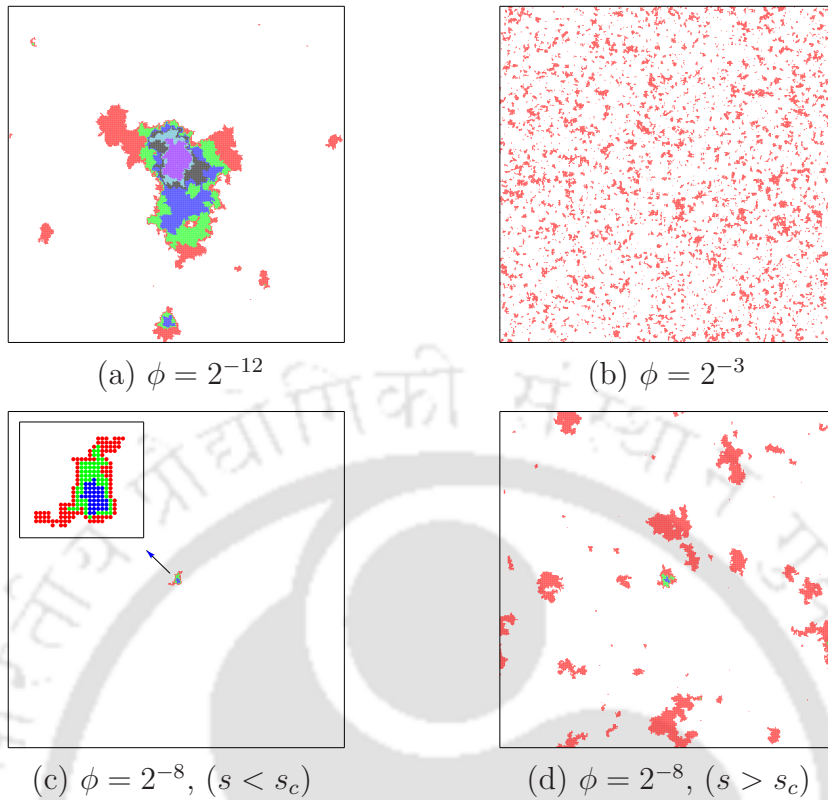 (a) ϕ = 2⁻¹²
(b) ϕ = 2⁻³
(c) ϕ = 2⁻⁸, (s < s_c)
(d) ϕ = 2⁻⁸, (s > s_c)